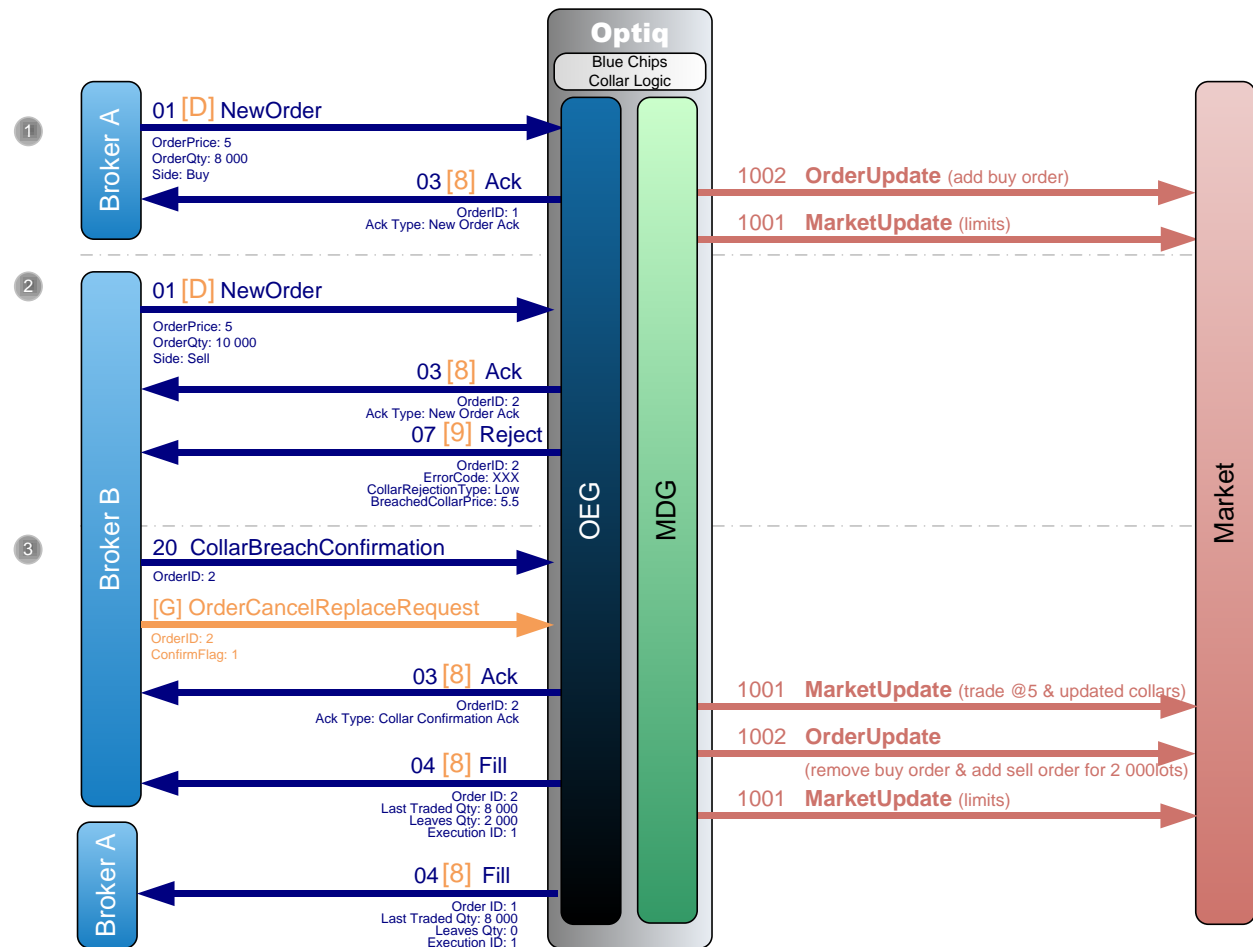 Optiq
Blue Chips
Collar Logic
1
Broker A
01 [D] NewOrder
OrderPrice: 5
OrderQty: 8 000
Side: Buy
03 [8] Ack
OrderID: 1
Ack Type: New Order Ack
1002 OrderUpdate (add buy order)
1001 MarketUpdate (limits)
2
Broker B
01 [D] NewOrder
OrderPrice: 5
OrderQty: 10 000
Side: Sell
03 [8] Ack
OrderID: 2
Ack Type: New Order Ack
07 [9] Reject
OrderID: 2
ErrorCode: XXX
CollarRejectionType: Low
BreachedCollarPrice: 5.5
OEG
MDG
Market
3
20 CollarBreachConfirmation
OrderID: 2
[G] OrderCancelReplaceRequest
OrderID: 2
ConfirmFlag: 1
03 [8] Ack
OrderID: 2
Ack Type: Collar Confirmation Ack
1001 MarketUpdate (trade @5 & updated collars)
1002 OrderUpdate
(remove buy order & add sell order for 2 000lots)
1001 MarketUpdate (limits)
04 [8] Fill
Order ID: 2
Last Traded Qty: 8 000
Leaves Qty: 2 000
Execution ID: 1
Broker A
04 [8] Fill
Order ID: 1
Last Traded Qty: 8 000
Leaves Qty: 0
Execution ID: 1